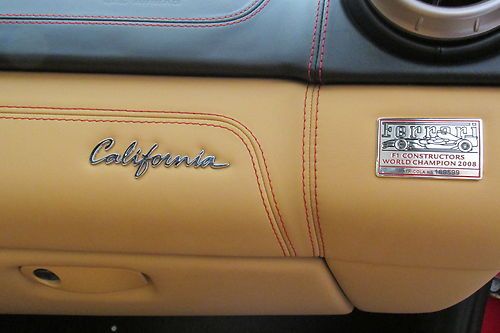 California
Ferrari
F1 CONSTRUCTORS
WORLD CHAMPION 2008